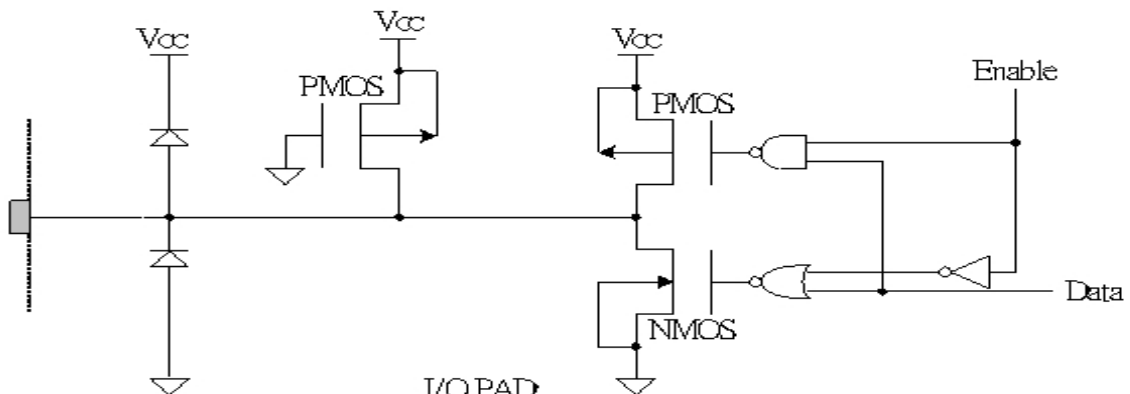 Vcc
Vcc
Vcc
Enable
PMOS
PMOS
Data
NMOS
I/O PAD